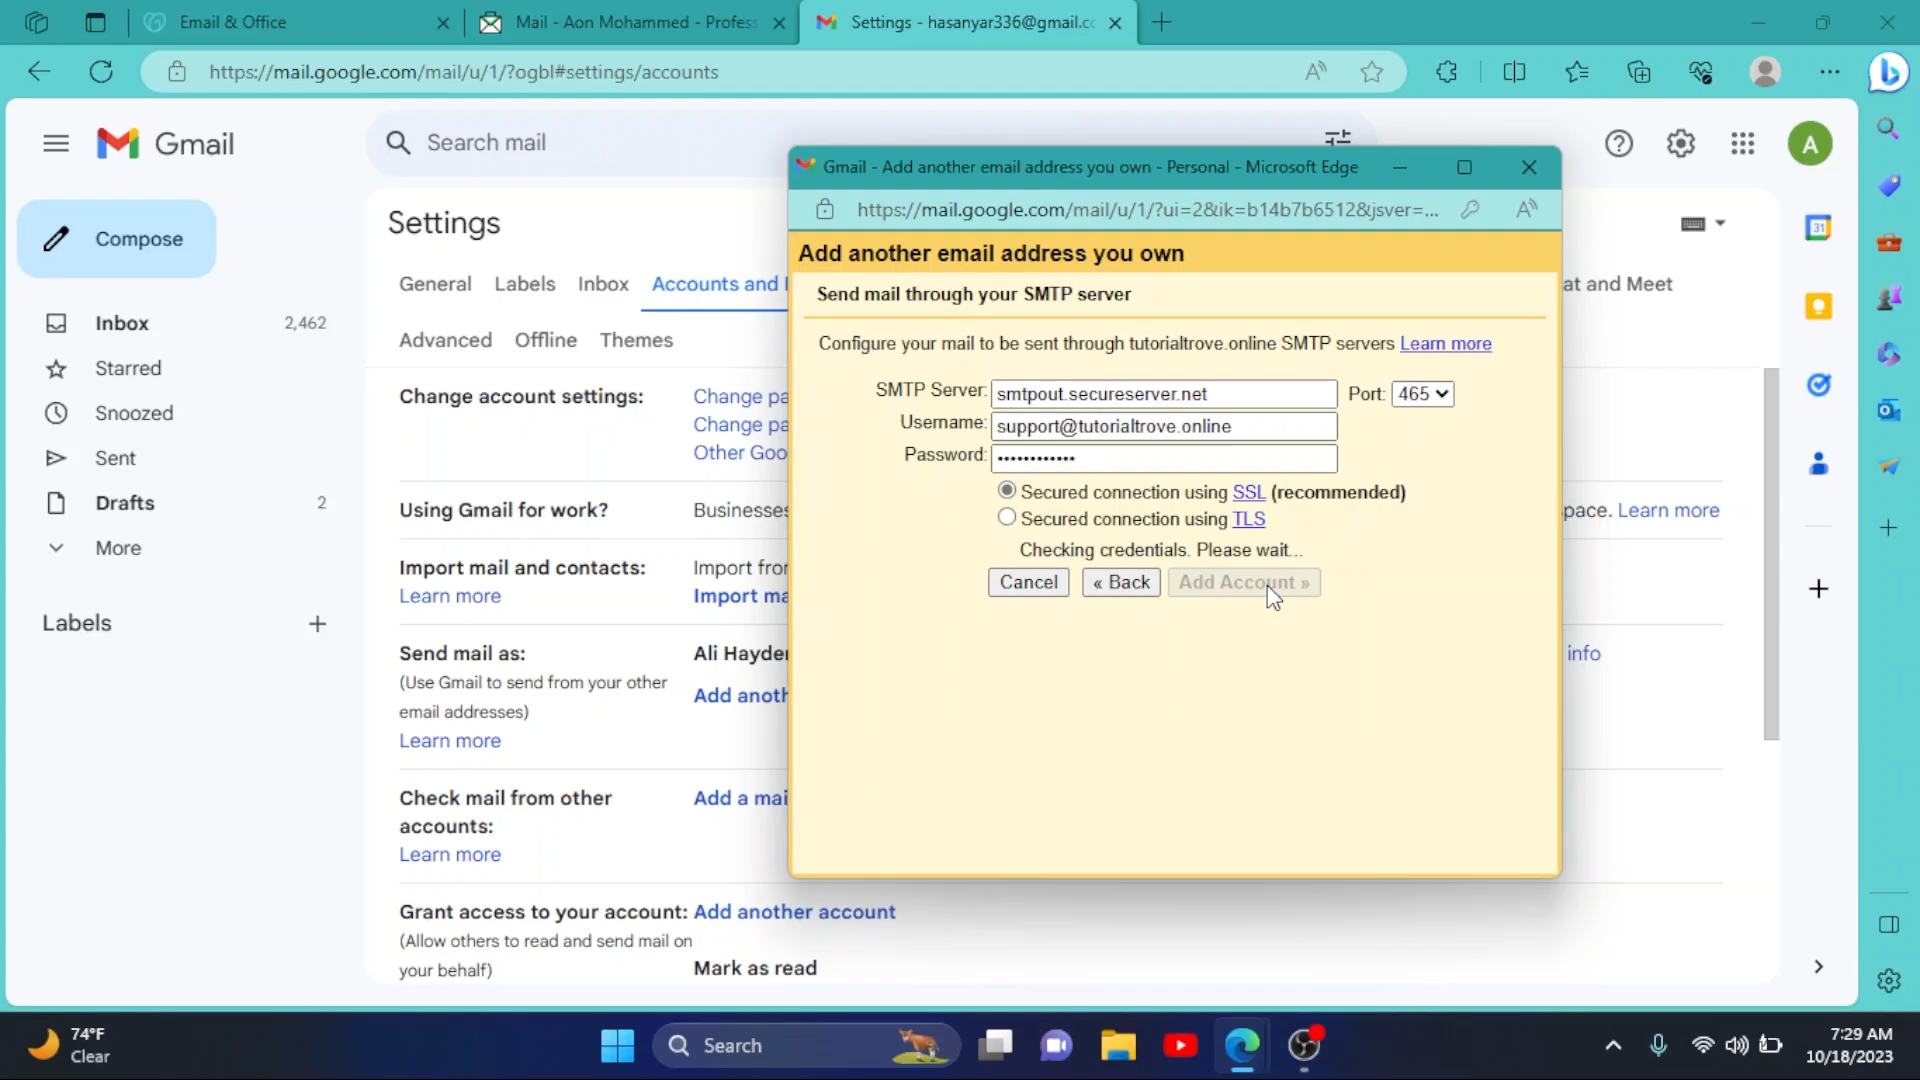 Email & Office
Mail - Aon Mohammed - Profess
Settings - hasanyar336@gmail.co
https://mail.google.com/mail/u/1/?ogbl#settings/accounts
Gmail
Search mail
A
Compose
Inbox 2,462
Starred
Snoozed
Sent
Drafts 2
More
Labels
Settings
General Labels Inbox Accounts and at and Meet
Advanced Offline Themes
Change account settings: Change pa
Change pa
Other Goo
Using Gmail for work? Businesses pace. Learn more
Import mail and contacts: Import from
Learn more Import ma
Send mail as: Ali Hayder info
(Use Gmail to send from your other Add anoth
email addresses)
Learn more
Check mail from other Add a mai
accounts:
Learn more
Grant access to your account: Add another account
(Allow others to read and send mail on
your behalf) Mark as read
Gmail - Add another email address you own - Personal - Microsoft Edge
https://mail.google.com/mail/u/1/?ui=2&ik=b14b7b6512&jsver=...
Add another email address you own
Send mail through your SMTP server
Configure your mail to be sent through tutorialtrove.online SMTP servers Learn more
SMTP Server: smtpout.secureserver.net Port: 465
Username: support@tutorialtrove.online
Password: ••••••••••••
Secured connection using SSL (recommended)
Secured connection using TLS
Checking credentials. Please wait...
Cancel « Back Add Account »
31
74°F
Clear
Search
7:29 AM
10/18/2023